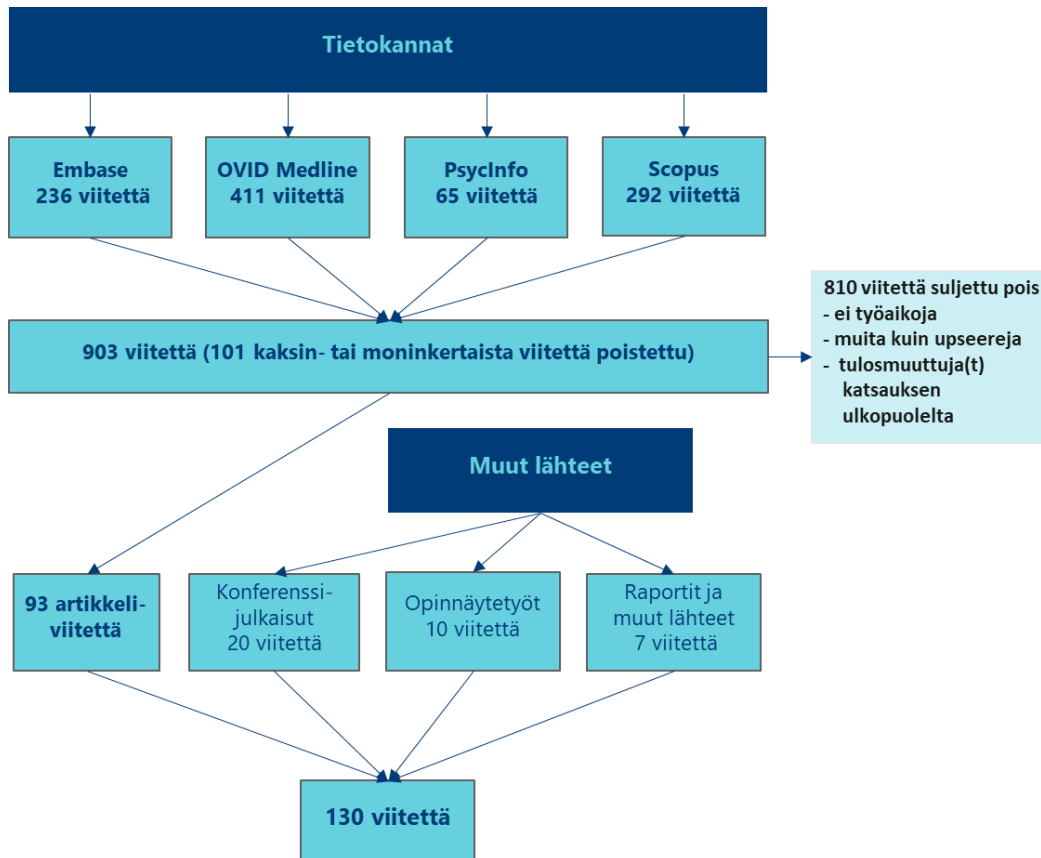 Tietokannat
Embase
236 viitettä
OVID Medline
411 viitettä
PsycInfo
65 viitettä
Scopus
292 viitettä
903 viitettä (101 kaksin- tai moninkertaista viitettä poistettu)
810 viitettä suljettu pois
- ei työaikoja
- muita kuin upseereja
- tulosmuuttuja(t)
katsauksen
ulkopuolelta
Muut lähteet
93 artikkeli-
viitettä
Konferenssi-
julkaisut
20 viitettä
Opinnäytetyöt
10 viitettä
Raportit ja
muut lähteet
7 viitettä
130 viitettä